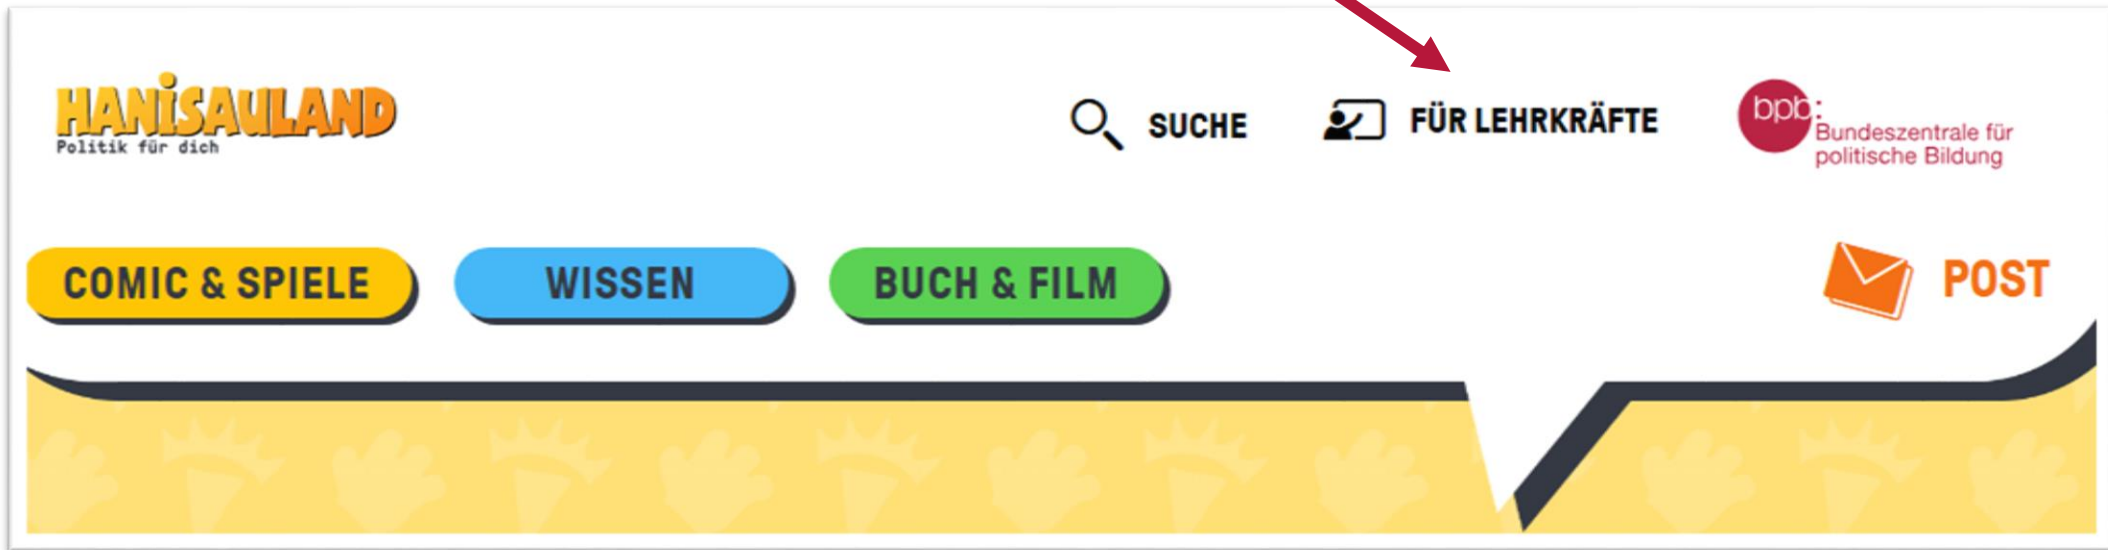 HANISAULAND
Politik für dich
SUCHE
FÜR LEHRKRÄFTE
bpb:
Bundeszentrale für
politische Bildung
COMIC & SPIELE
WISSEN
BUCH & FILM
POST